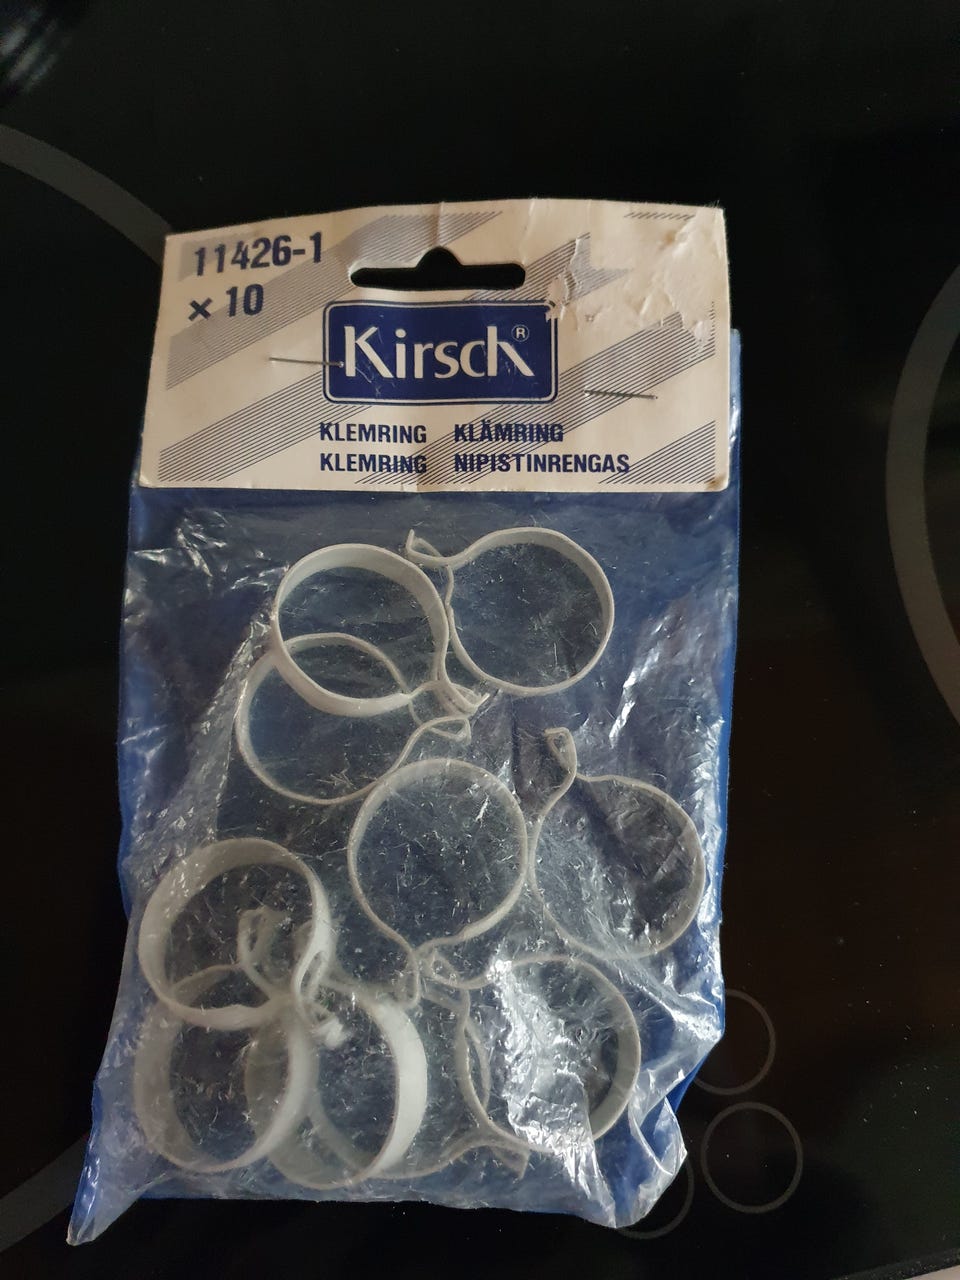 11426-1
× 10
Kirsch®
KLEMRING KLÄMRING
KLEMRING NIPISTINRENGAS